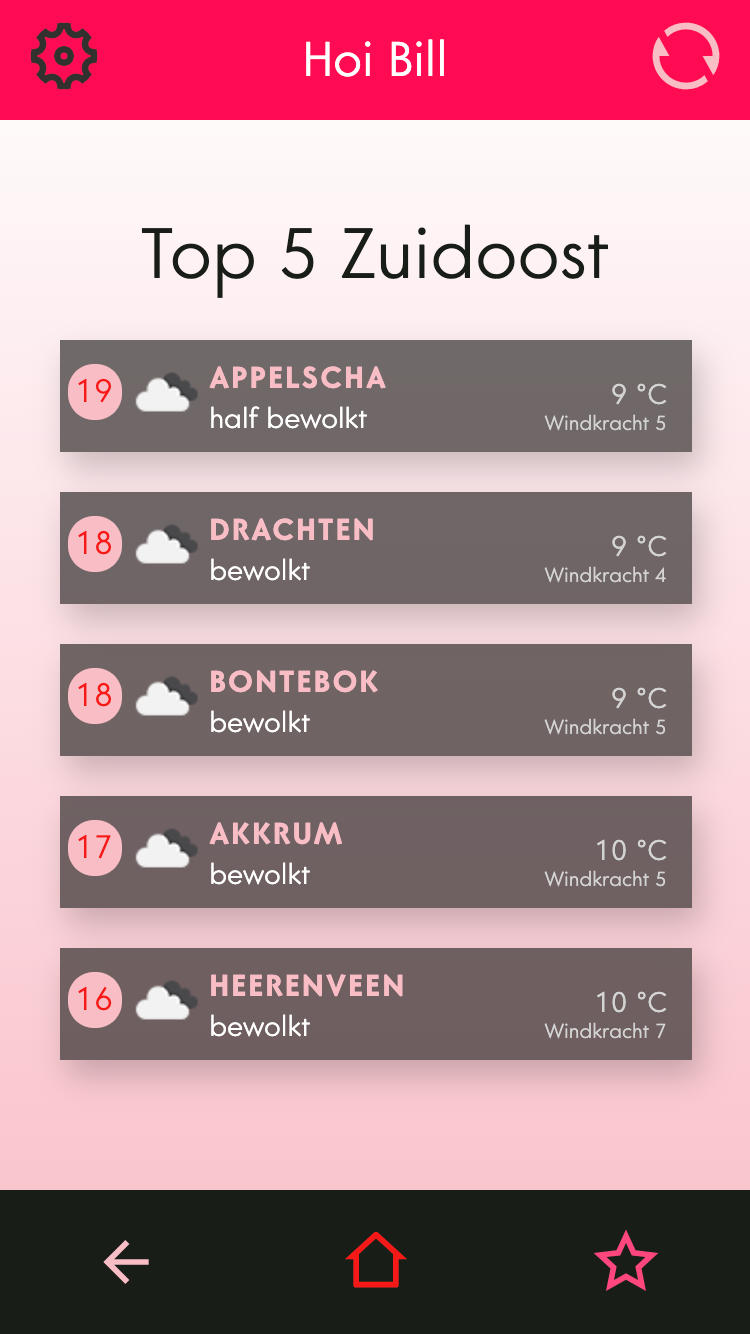 Hoi Bill
Top 5 Zuidoost
19
APPELSCHA
half bewolkt
9 °C
Windkracht 5
18
DRACHTEN
bewolkt
9 °C
Windkracht 4
18
BONTEBOK
bewolkt
9 °C
Windkracht 5
17
AKKRUM
bewolkt
10 °C
Windkracht 5
16
HEERENVEEN
bewolkt
10 °C
Windkracht 7